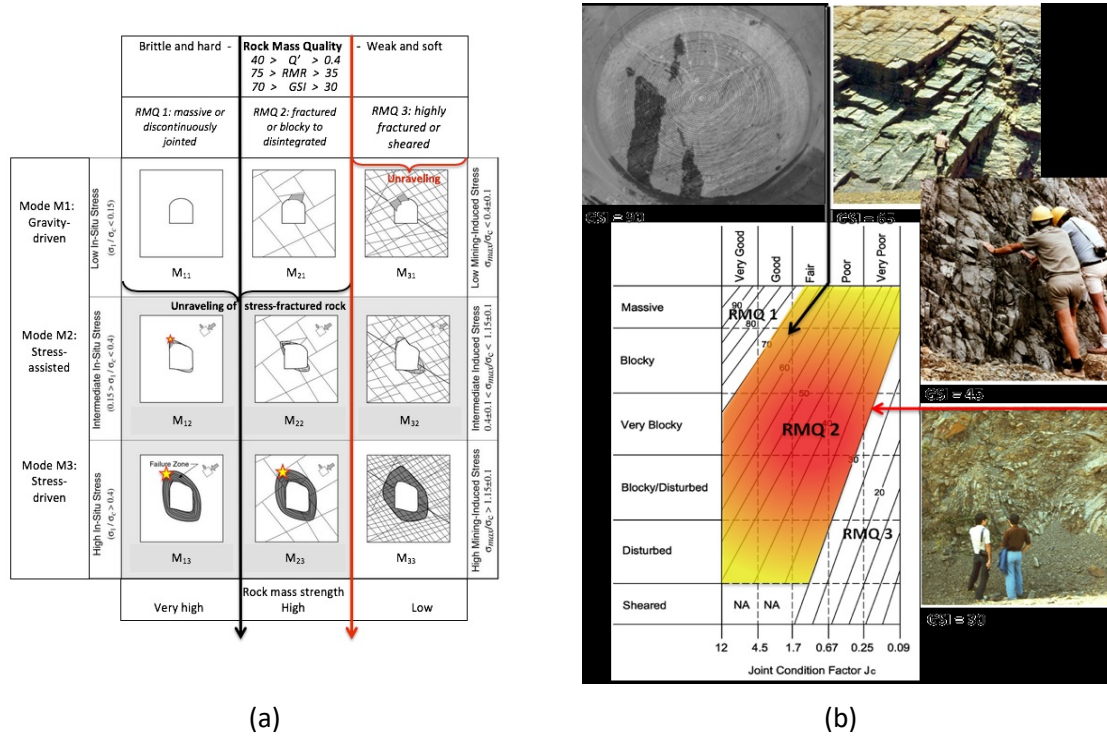 Brittle and hard -
Rock Mass Quality
- Weak and soft
40 > Q' > 0.4
75 > RMR > 35
70 > GSI > 30
RMQ 1: massive or
discontinuously
jointed
RMQ 2: fractured
or blocky to
disintegrated
RMQ 3: highly
fractured or
sheared
Mode M1:
Gravity-
driven
Low In-Situ Stress
(σ1 / σc < 0.15)
M11
M21
Unraveling
M31
Low Mining-Induced Stress
σmax/σc < 0.4±0.1
Unraveling of stress-fractured rock
Mode M2:
Stress-
assisted
Intermediate In-Situ Stress
(0.15 > σ1 / σc < 0.4)
M12
M22
M32
Intermediate Induced Stress
0.4±0.1 < σmax/σc < 1.15±0.1
Mode M3:
Stress-
driven
High In-Situ Stress
(σ1 / σc > 0.4)
Failure Zone
M13
M23
M33
High Mining-Induced Stress
σmax/σc > 1.15±0.1
Very high
Rock mass strength
High
Low
(a)
GSI = 90
GSI = 65
GSI = 45
GSI = 30
Very Good
Good
Fair
Poor
Very Poor
Massive
Blocky
Very Blocky
Blocky/Disturbed
Disturbed
Sheared
90
RMQ 1
80
70
60
50
RMQ 2
30
20
RMQ 3
NA
NA
12
4.5
1.7
0.67
0.25
0.09
Joint Condition Factor Jc
(b)